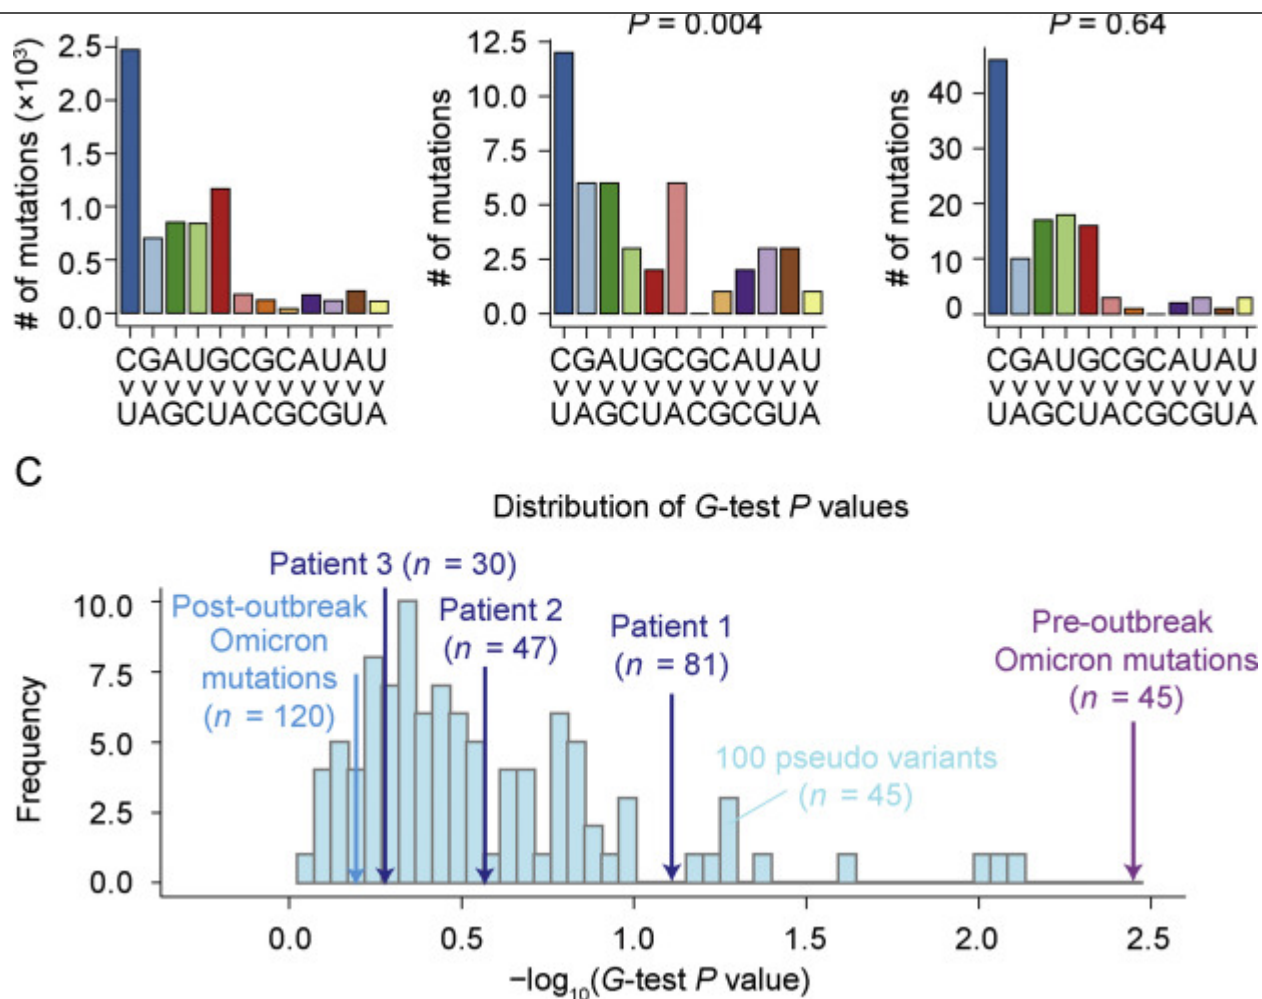 P = 0.004
P = 0.64
# of mutations (×10³)
2.5
2.0
1.5
1.0
0.5
0.0
CGAUGCGCAUAU
>>>>>>>>>>>>
UAGCUACGCGUA
# of mutations
12.5
10.0
7.5
5.0
2.5
0.0
CGAUGCGCAUAU
>>>>>>>>>>>>
UAGCUACGCGUA
# of mutations
40
30
20
10
0
CGAUGCGCAUAU
>>>>>>>>>>>>
UAGCUACGCGUA
C
Distribution of G-test P values
Patient 3 (n = 30)
Post-outbreak
Omicron
mutations
(n = 120)
Patient 2
(n = 47)
Patient 1
(n = 81)
Pre-outbreak
Omicron mutations
(n = 45)
100 pseudo variants
(n = 45)
Frequency
10.0
7.5
5.0
2.5
0.0
0.0 0.5 1.0 1.5 2.0 2.5
−log₁₀(G-test P value)